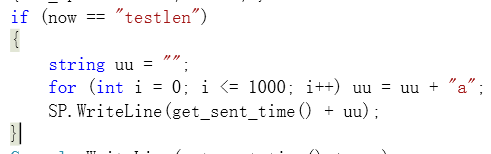 if (now == "testlen")
{
string uu = "";
for (int i = 0; i <= 1000; i++) uu = uu + "a";
SP.WriteLine(get_sent_time() + uu);
}